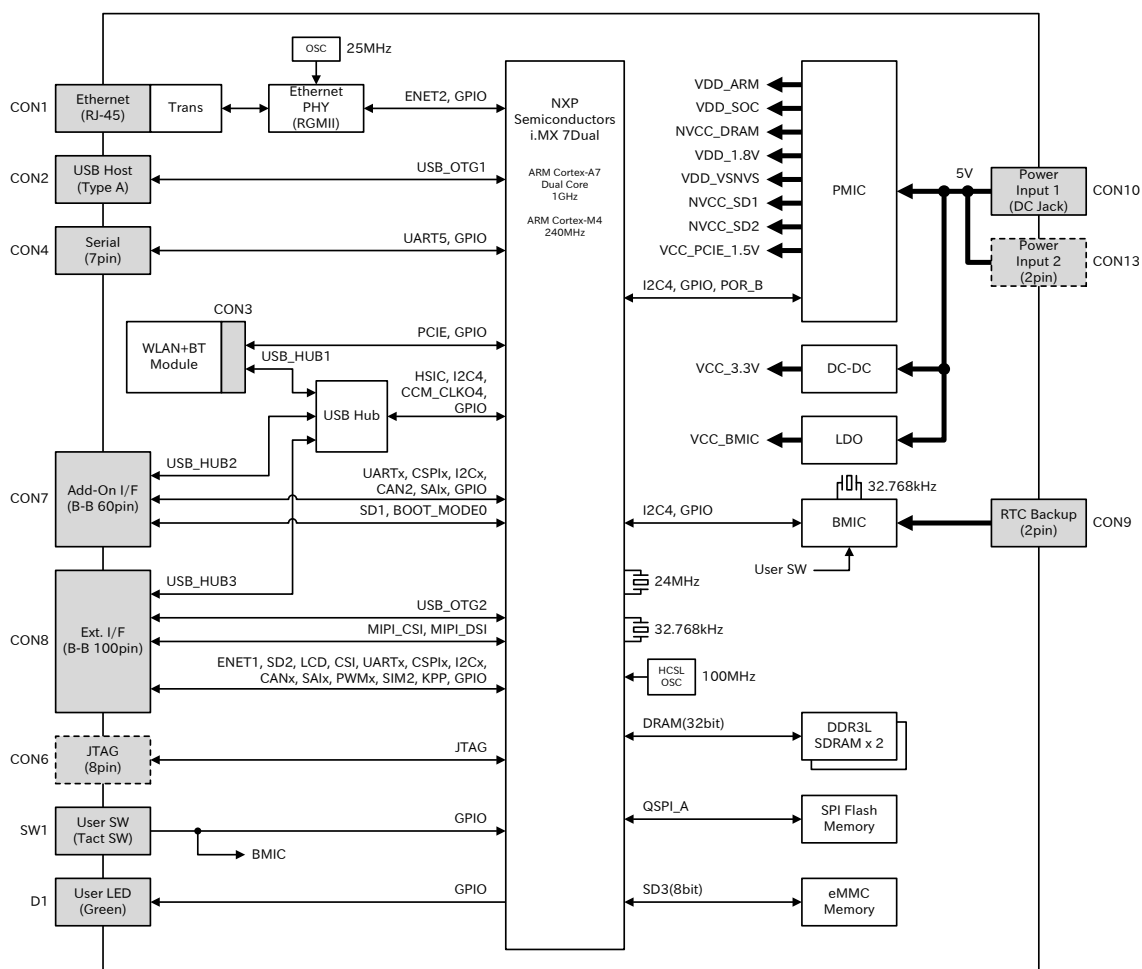 OSC
25MHz
CON1
Ethernet
(RJ-45)
Trans
Ethernet
PHY
(RGMII)
ENET2, GPIO
NXP
Semiconductors
i.MX 7Dual
ARM Cortex-A7
Dual Core
1GHz
ARM Cortex-M4
240MHz
VDD_ARM
VDD_SOC
NVCC_DRAM
VDD_1.8V
VDD_VSNVS
NVCC_SD1
NVCC_SD2
VCC_PCIE_1.5V
PMIC
5V
Power
Input 1
(DC Jack)
CON10
Power
Input 2
(2pin)
CON13
CON2
USB Host
(Type A)
USB_OTG1
CON4
Serial
(7pin)
UART5, GPIO
I2C4, GPIO, POR_B
CON3
WLAN+BT
Module
PCIE, GPIO
USB_HUB1
USB Hub
HSIC, I2C4,
CCM_CLKO4,
GPIO
VCC_3.3V
DC-DC
VCC_BMIC
LDO
USB_HUB2
CON7
Add-On I/F
(B-B 60pin)
UARTx, CSPIx, I2Cx,
CAN2, SAIx, GPIO
SD1, BOOT_MODE0
32.768kHz
I2C4, GPIO
BMIC
RTC Backup
(2pin)
CON9
User SW
USB_HUB3
CON8
Ext. I/F
(B-B 100pin)
USB_OTG2
MIPI_CSI, MIPI_DSI
ENET1, SD2, LCD, CSI, UARTx, CSPIx, I2Cx,
CANx, SAIx, PWMx, SIM2, KPP, GPIO
24MHz
32.768kHz
HCSL
OSC
100MHz
CON6
JTAG
(8pin)
JTAG
DRAM(32bit)
DDR3L
SDRAM x 2
SW1
User SW
(Tact SW)
GPIO
BMIC
QSPI_A
SPI Flash
Memory
D1
User LED
(Green)
GPIO
SD3(8bit)
eMMC
Memory